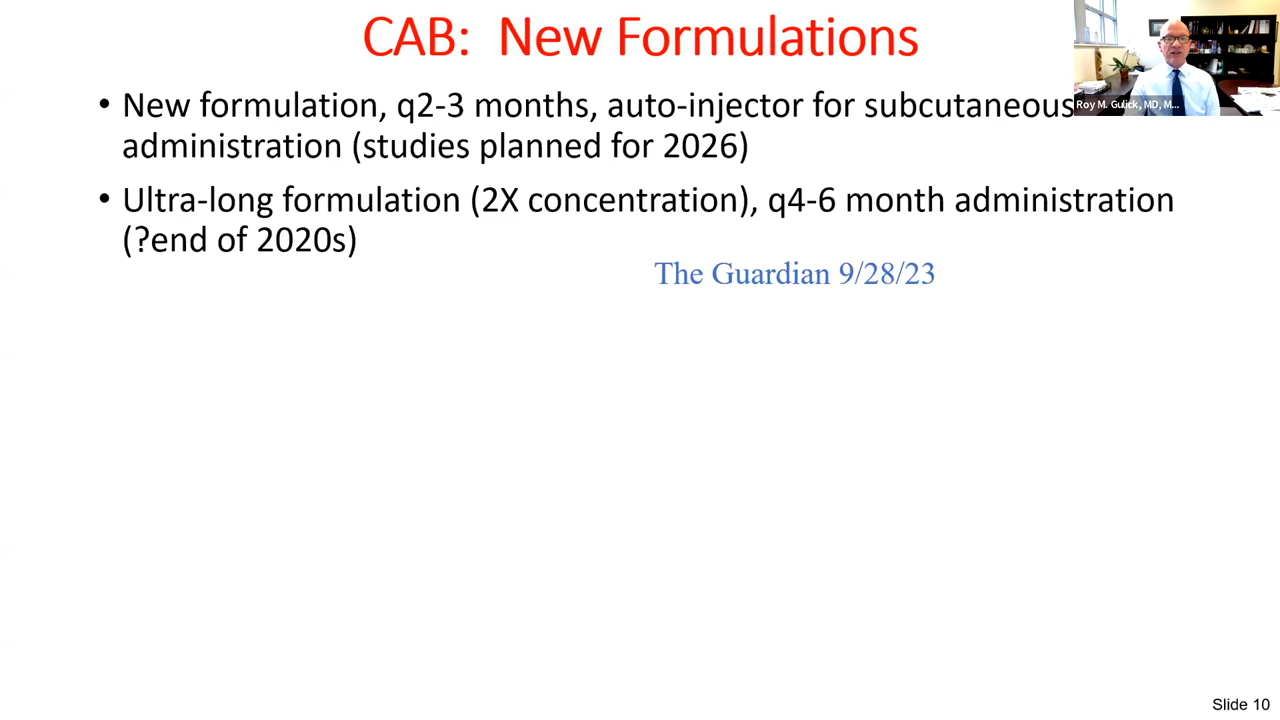 CAB: New Formulations
Roy M. Gulick, MD, M...
• New formulation, q2-3 months, auto-injector for subcutaneous
administration (studies planned for 2026)
• Ultra-long formulation (2X concentration), q4-6 month administration
(?end of 2020s)
The Guardian 9/28/23
Slide 10